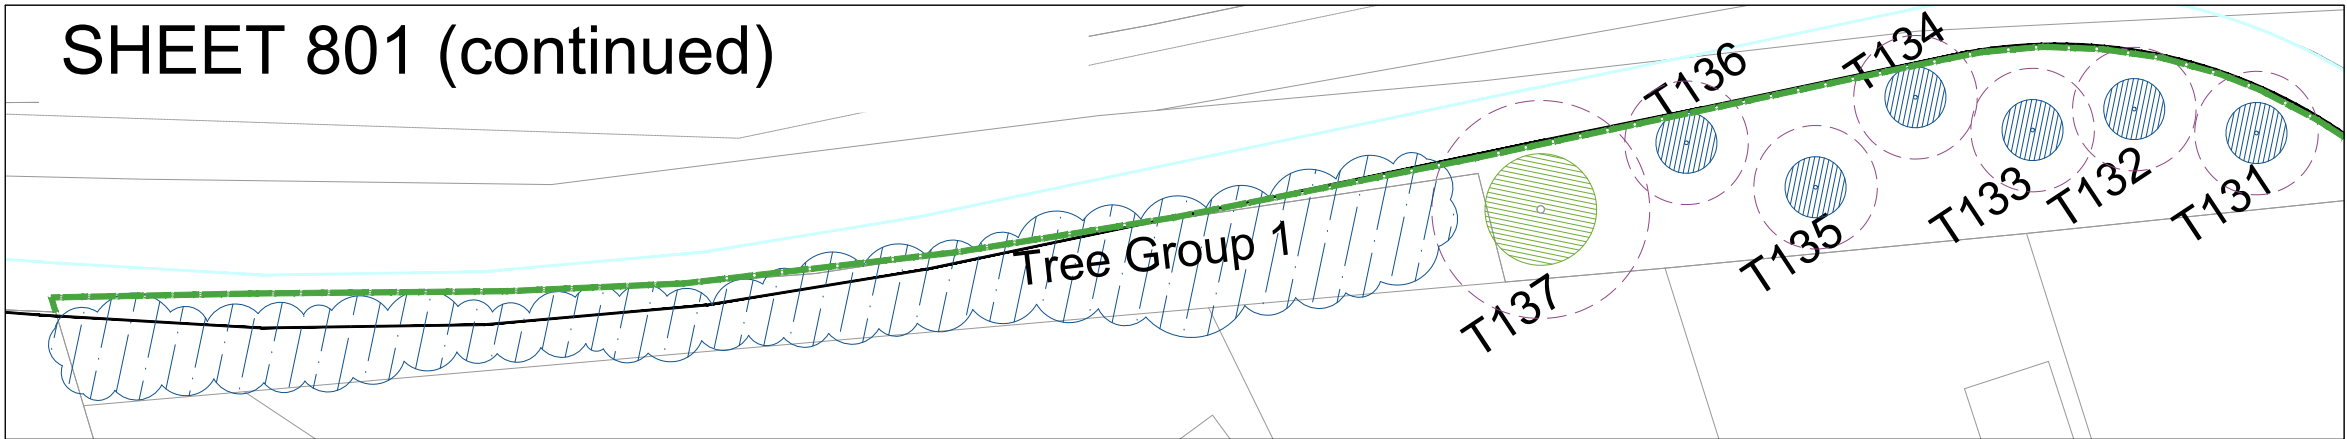 SHEET 801 (continued)
T134
T136
T131
T132
T133
T135
Tree Group 1
T137